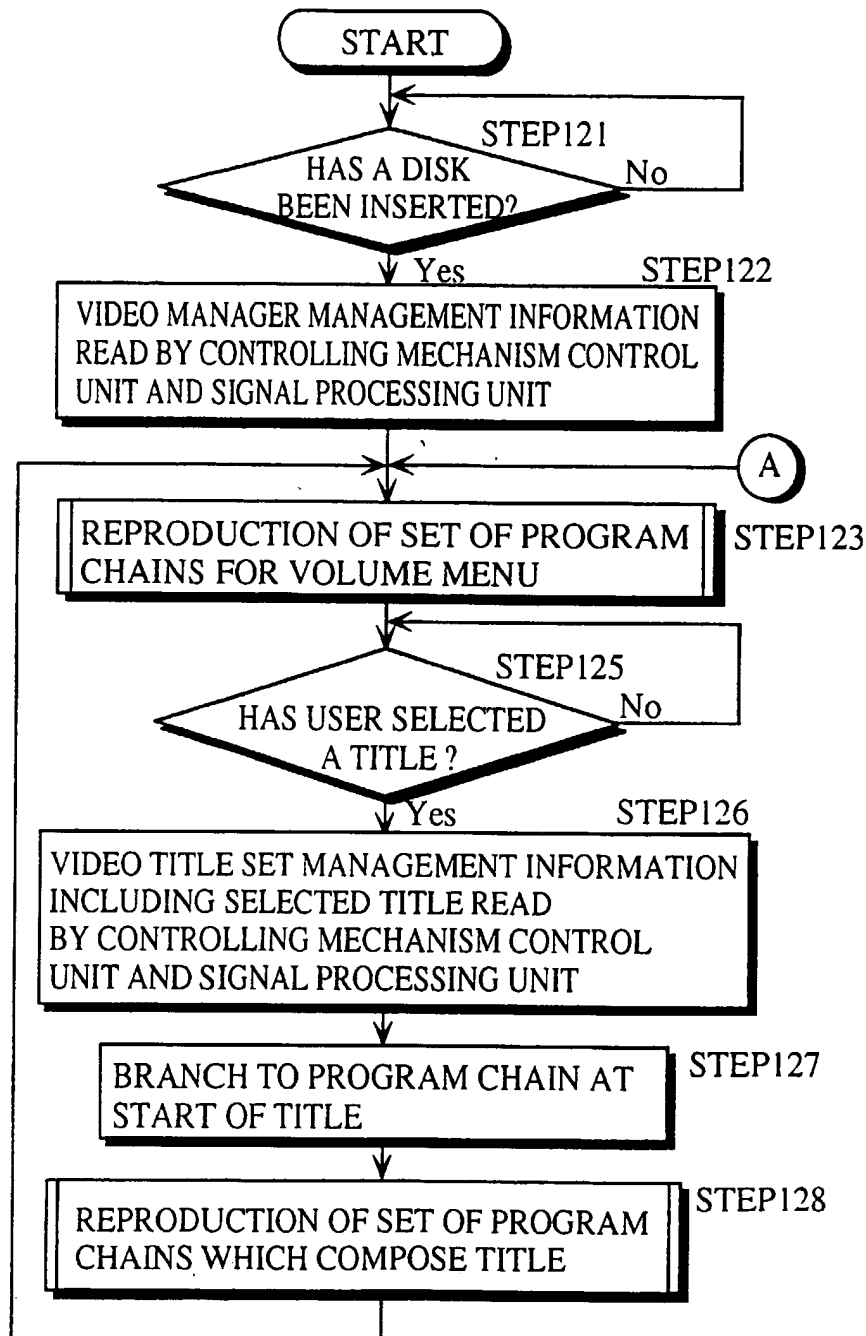 START
STEP121
HAS A DISK
BEEN INSERTED?
No
Yes
STEP122
VIDEO MANAGER MANAGEMENT INFORMATION
READ BY CONTROLLING MECHANISM CONTROL
UNIT AND SIGNAL PROCESSING UNIT
A
REPRODUCTION OF SET OF PROGRAM
CHAINS FOR VOLUME MENU
STEP123
STEP125
HAS USER SELECTED
A TITLE ?
No
Yes
STEP126
VIDEO TITLE SET MANAGEMENT INFORMATION
INCLUDING SELECTED TITLE READ
BY CONTROLLING MECHANISM CONTROL
UNIT AND SIGNAL PROCESSING UNIT
BRANCH TO PROGRAM CHAIN AT
START OF TITLE
STEP127
REPRODUCTION OF SET OF PROGRAM
CHAINS WHICH COMPOSE TITLE
STEP128